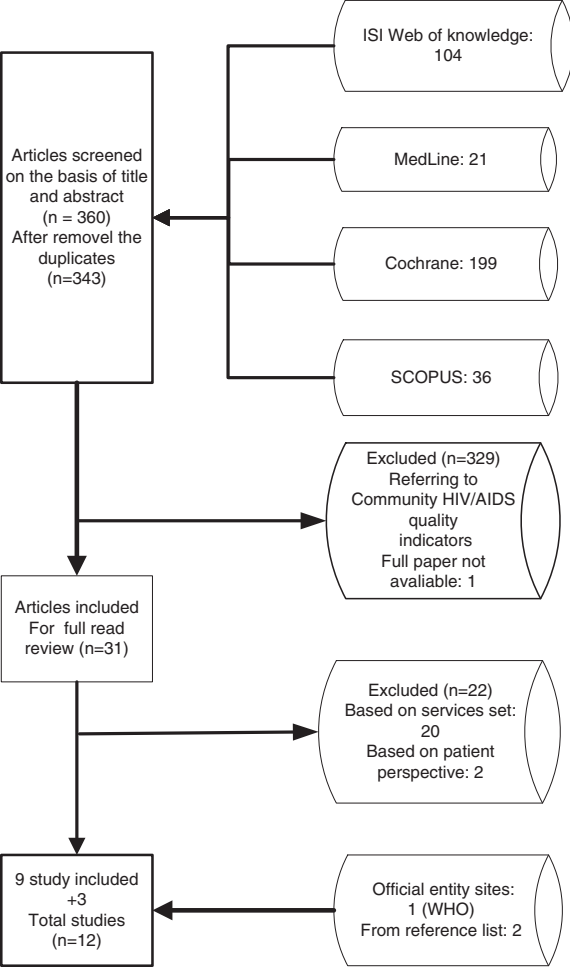 ISI Web of knowledge:
104
MedLine: 21
Cochrane: 199
SCOPUS: 36
Articles screened
on the basis of title
and abstract
(n = 360)
After removel the
duplicates
(n=343)
Excluded (n=329)
Referring to
Community HIV/AIDS
quality
indicators
Full paper not
avaliable: 1
Articles included
For full read
review (n=31)
Excluded (n=22)
Based on services set:
20
Based on patient
perspective: 2
9 study included
+3
Total studies
(n=12)
Official entity sites:
1 (WHO)
From reference list: 2